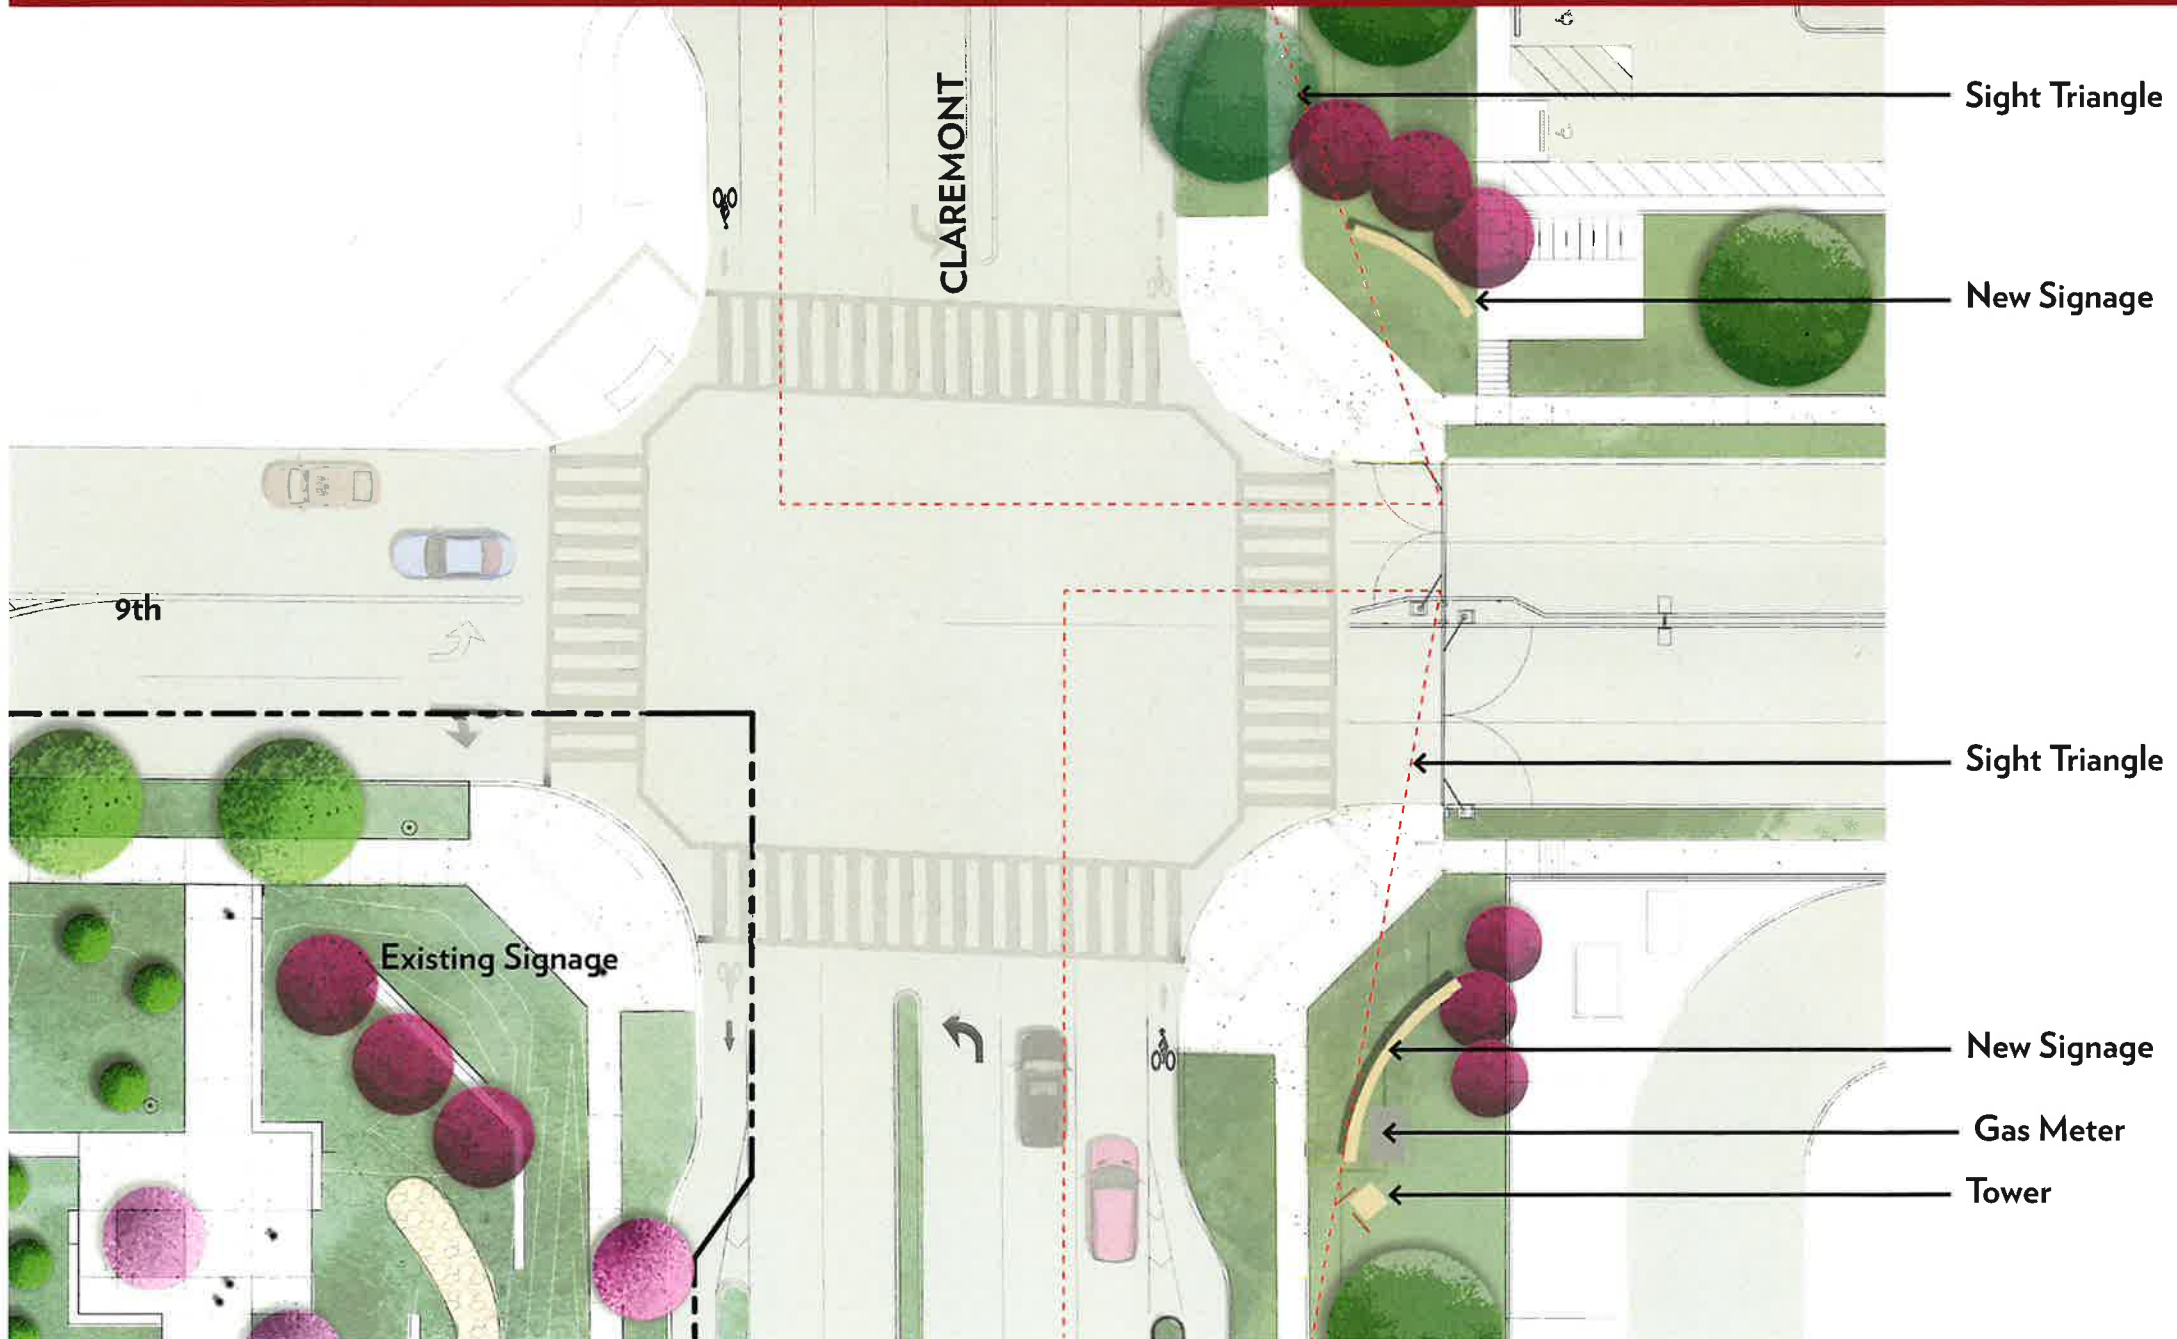 Sight Triangle
CLAREMONT
New Signage
9th
Sight Triangle
Existing Signage
New Signage
Gas Meter
Tower